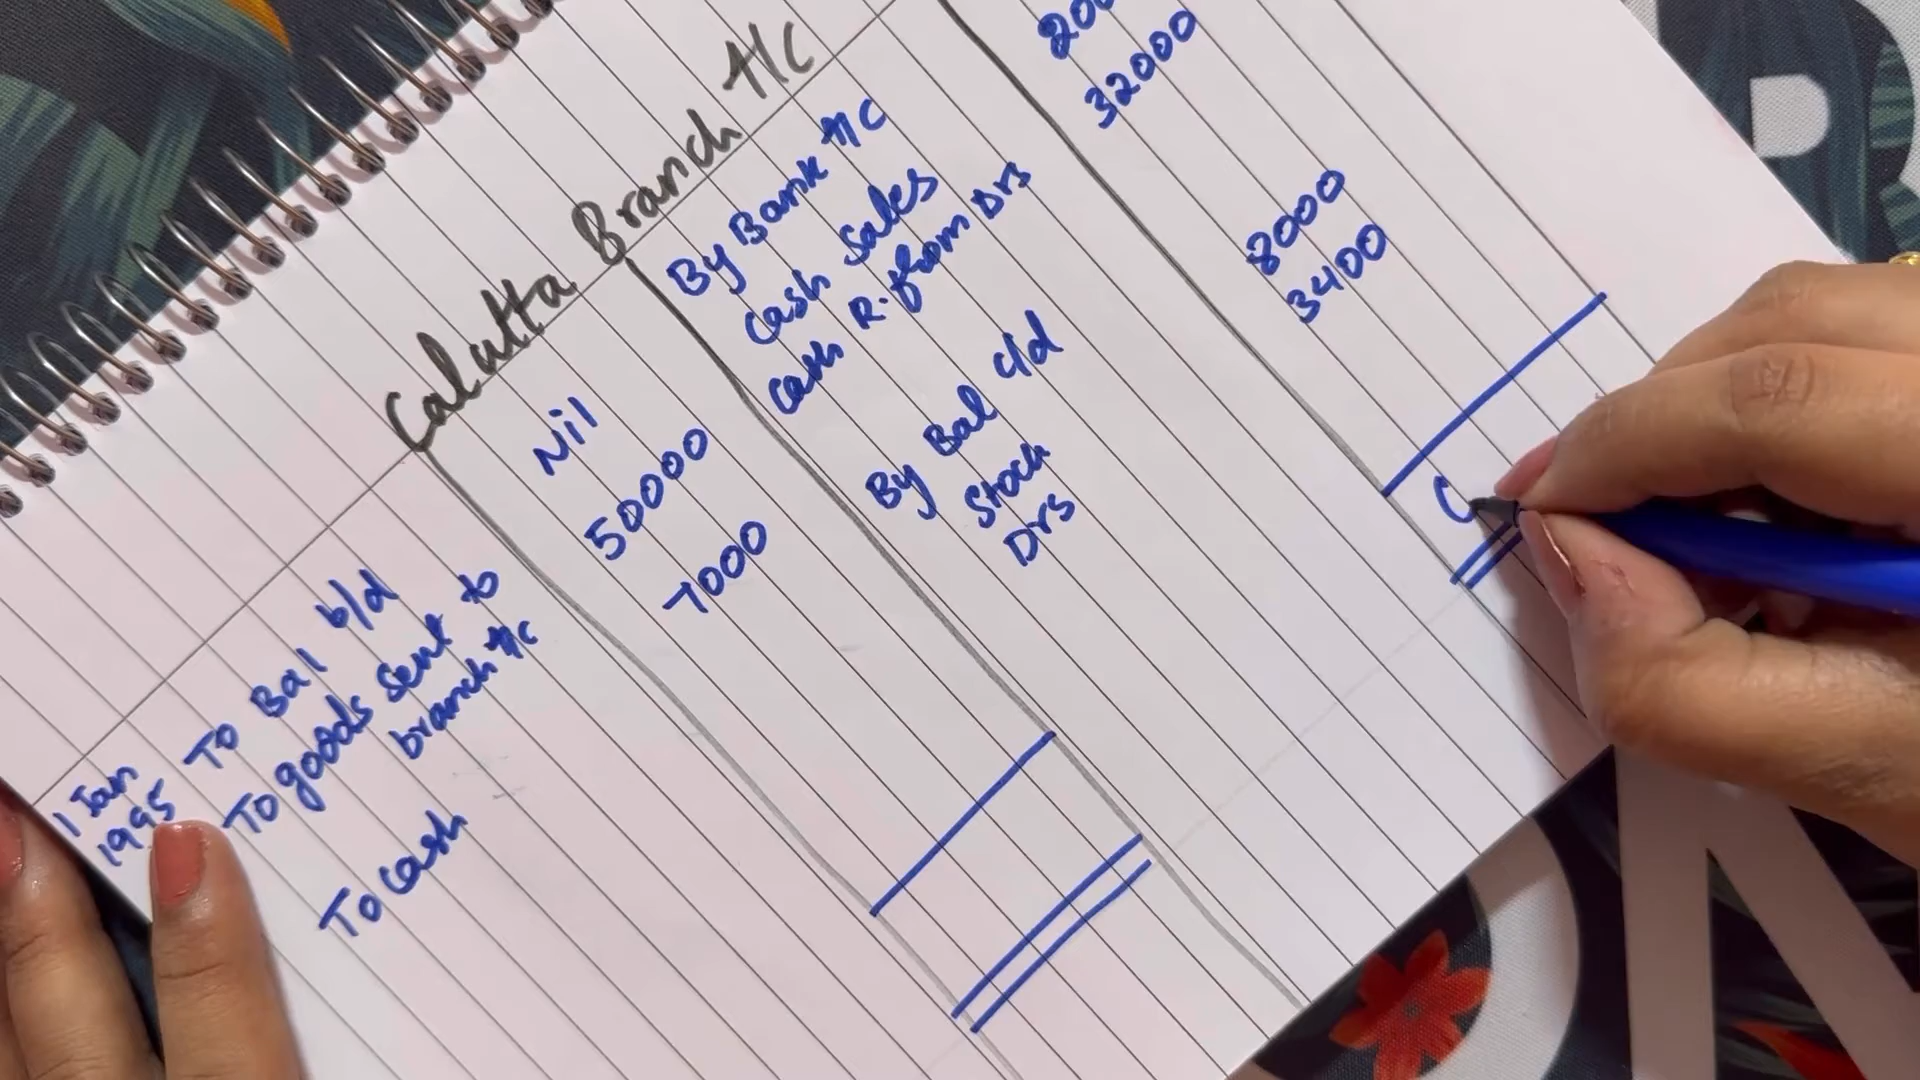 Calutta Branch A/C
1 Jan
1995 To Bal b/d Nil
To goods sent to 50000
branch A/C
To cash 7000
By Bank A/C
cash sales
cash R. from Drs 32000
By Bal c/d
Stock 8000
Drs 3400